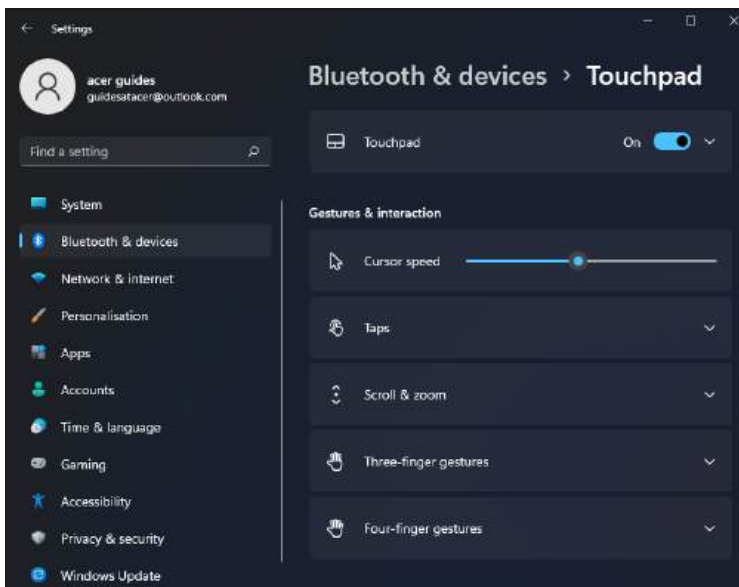 Settings
acer guides
guidesatacer@outlook.com
Find a setting
System
Bluetooth & devices
Network & internet
Personalisation
Apps
Accounts
Time & language
Gaming
Accessibility
Privacy & security
Windows Update
Bluetooth & devices > Touchpad
Touchpad On
Gestures & interaction
Cursor speed
Taps
Scroll & zoom
Three-finger gestures
Four-finger gestures